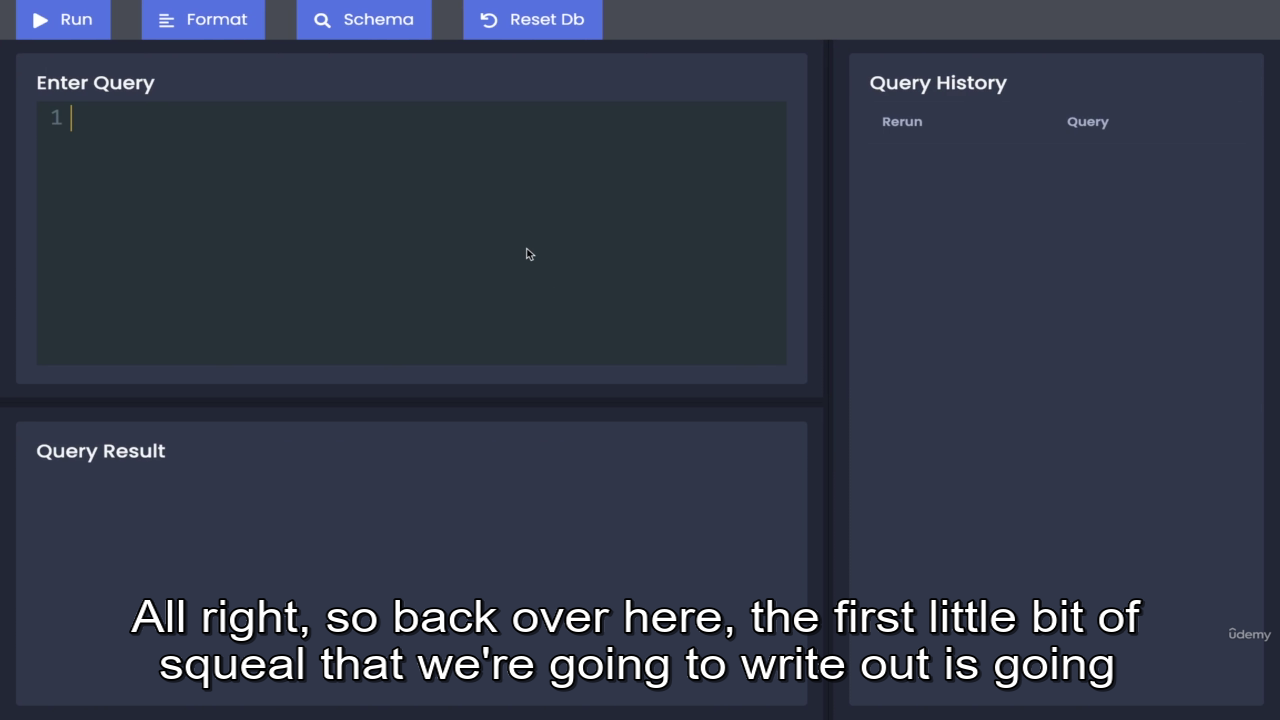 Run
Format
Schema
Reset Db
Enter Query
1
Query History
Rerun
Query
Query Result
All right, so back over here, the first little bit of
squeal that we're going to write out is going
ûdemy